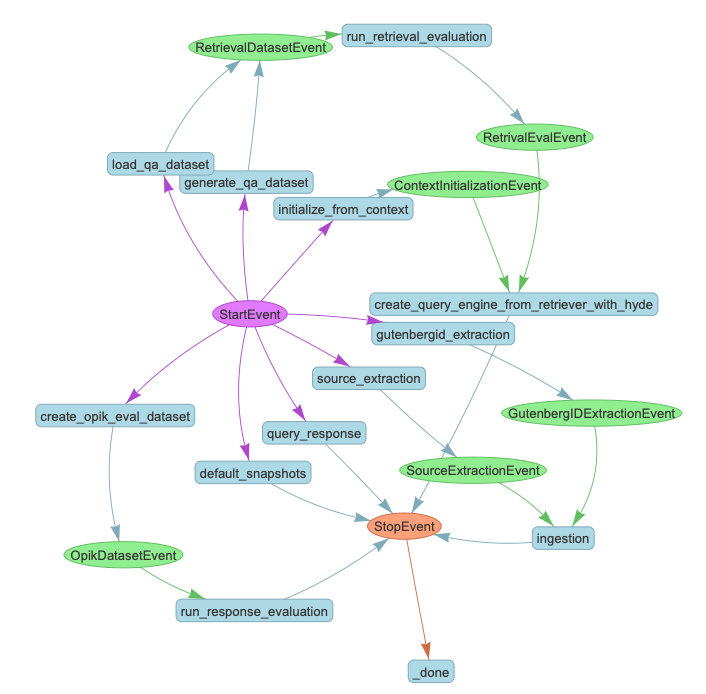 run_retrieval_evaluation
RetrievalDatasetEvent
RetrivalEvalEvent
load_qa_dataset
generate_qa_dataset
ContextInitializationEvent
initialize_from_context
create_query_engine_from_retriever_with_hyde
StartEvent
gutenbergid_extraction
source_extraction
create_opik_eval_dataset
GutenbergIDExtractionEvent
query_response
default_snapshots
SourceExtractionEvent
StopEvent
ingestion
OpikDatasetEvent
run_response_evaluation
_done